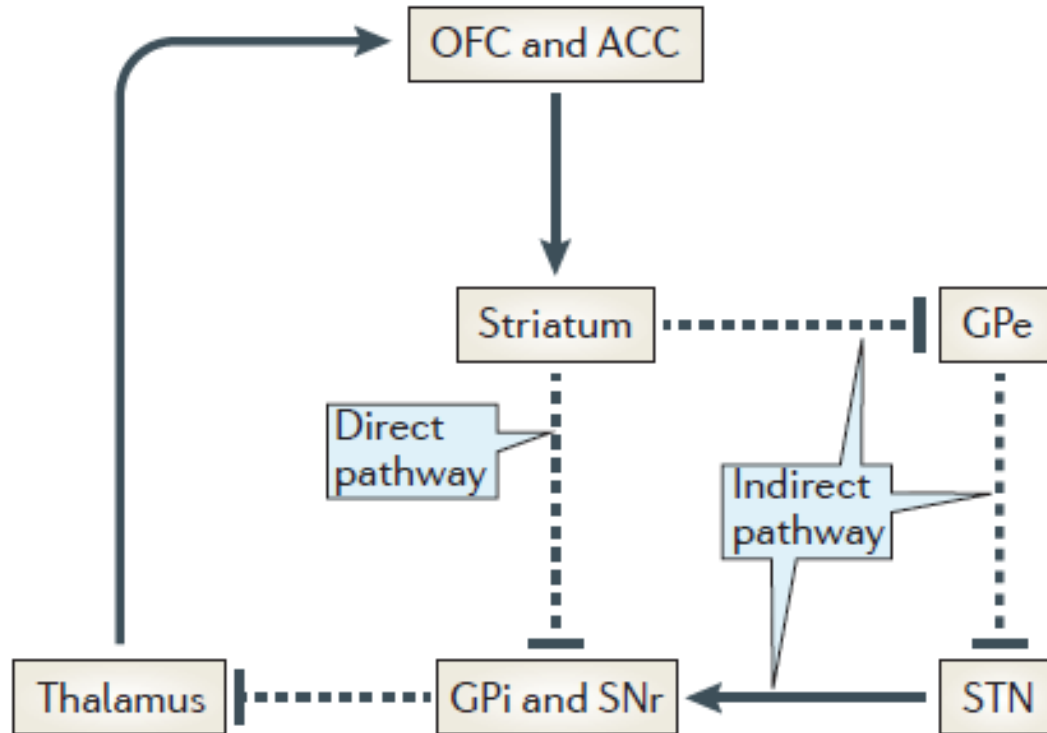 OFC and ACC
Striatum
GPe
Direct
pathway
Indirect
pathway
Thalamus
GPi and SNr
STN